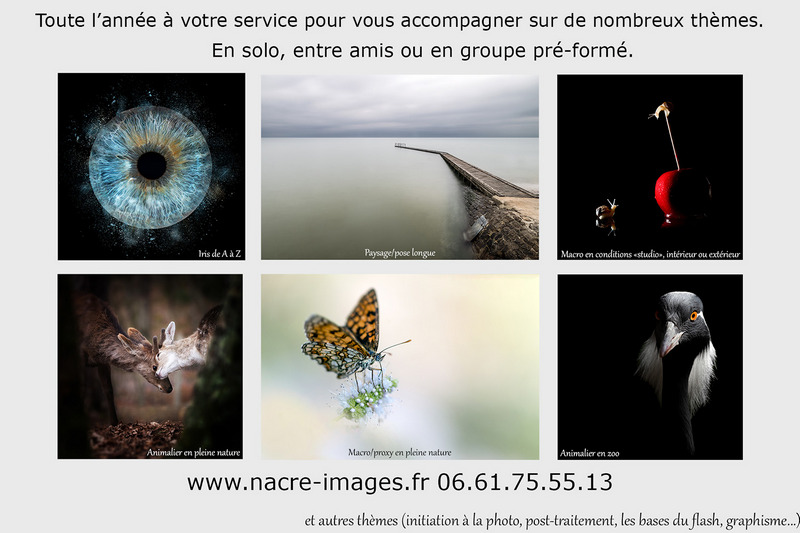 Toute l’année à votre service pour vous accompagner sur de nombreux thèmes.
En solo, entre amis ou en groupe pré-formé.
Iris de A à Z
Paysage/pose longue
Macro en conditions «studio», intérieur ou extérieur
Animalier en pleine nature
Macro/proxy en pleine nature
Animalier en zoo
www.nacre-images.fr 06.61.75.55.13
et autres thèmes (initiation à la photo, post-traitement, les bases du flash, graphisme...)